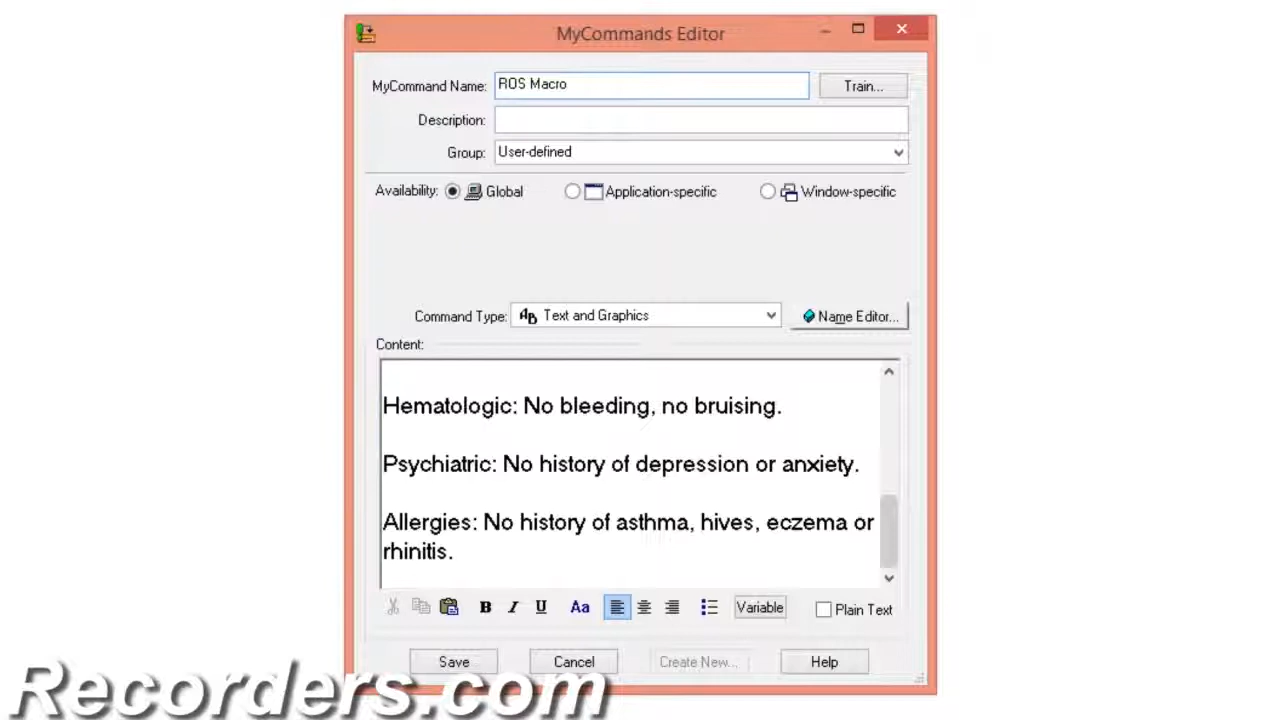 MyCommands Editor
MyCommand Name: ROS Macro Train...
Description:
Group: User-defined
Availability: Global Application-specific Window-specific
Command Type: AB Text and Graphics Name Editor...
Content:
Hematologic: No bleeding, no bruising.
Psychiatric: No history of depression or anxiety.
Allergies: No history of asthma, hives, eczema or
rhinitis.
B I U Aa Variable Plain Text
Save Cancel Create New... Help
Recorders.com